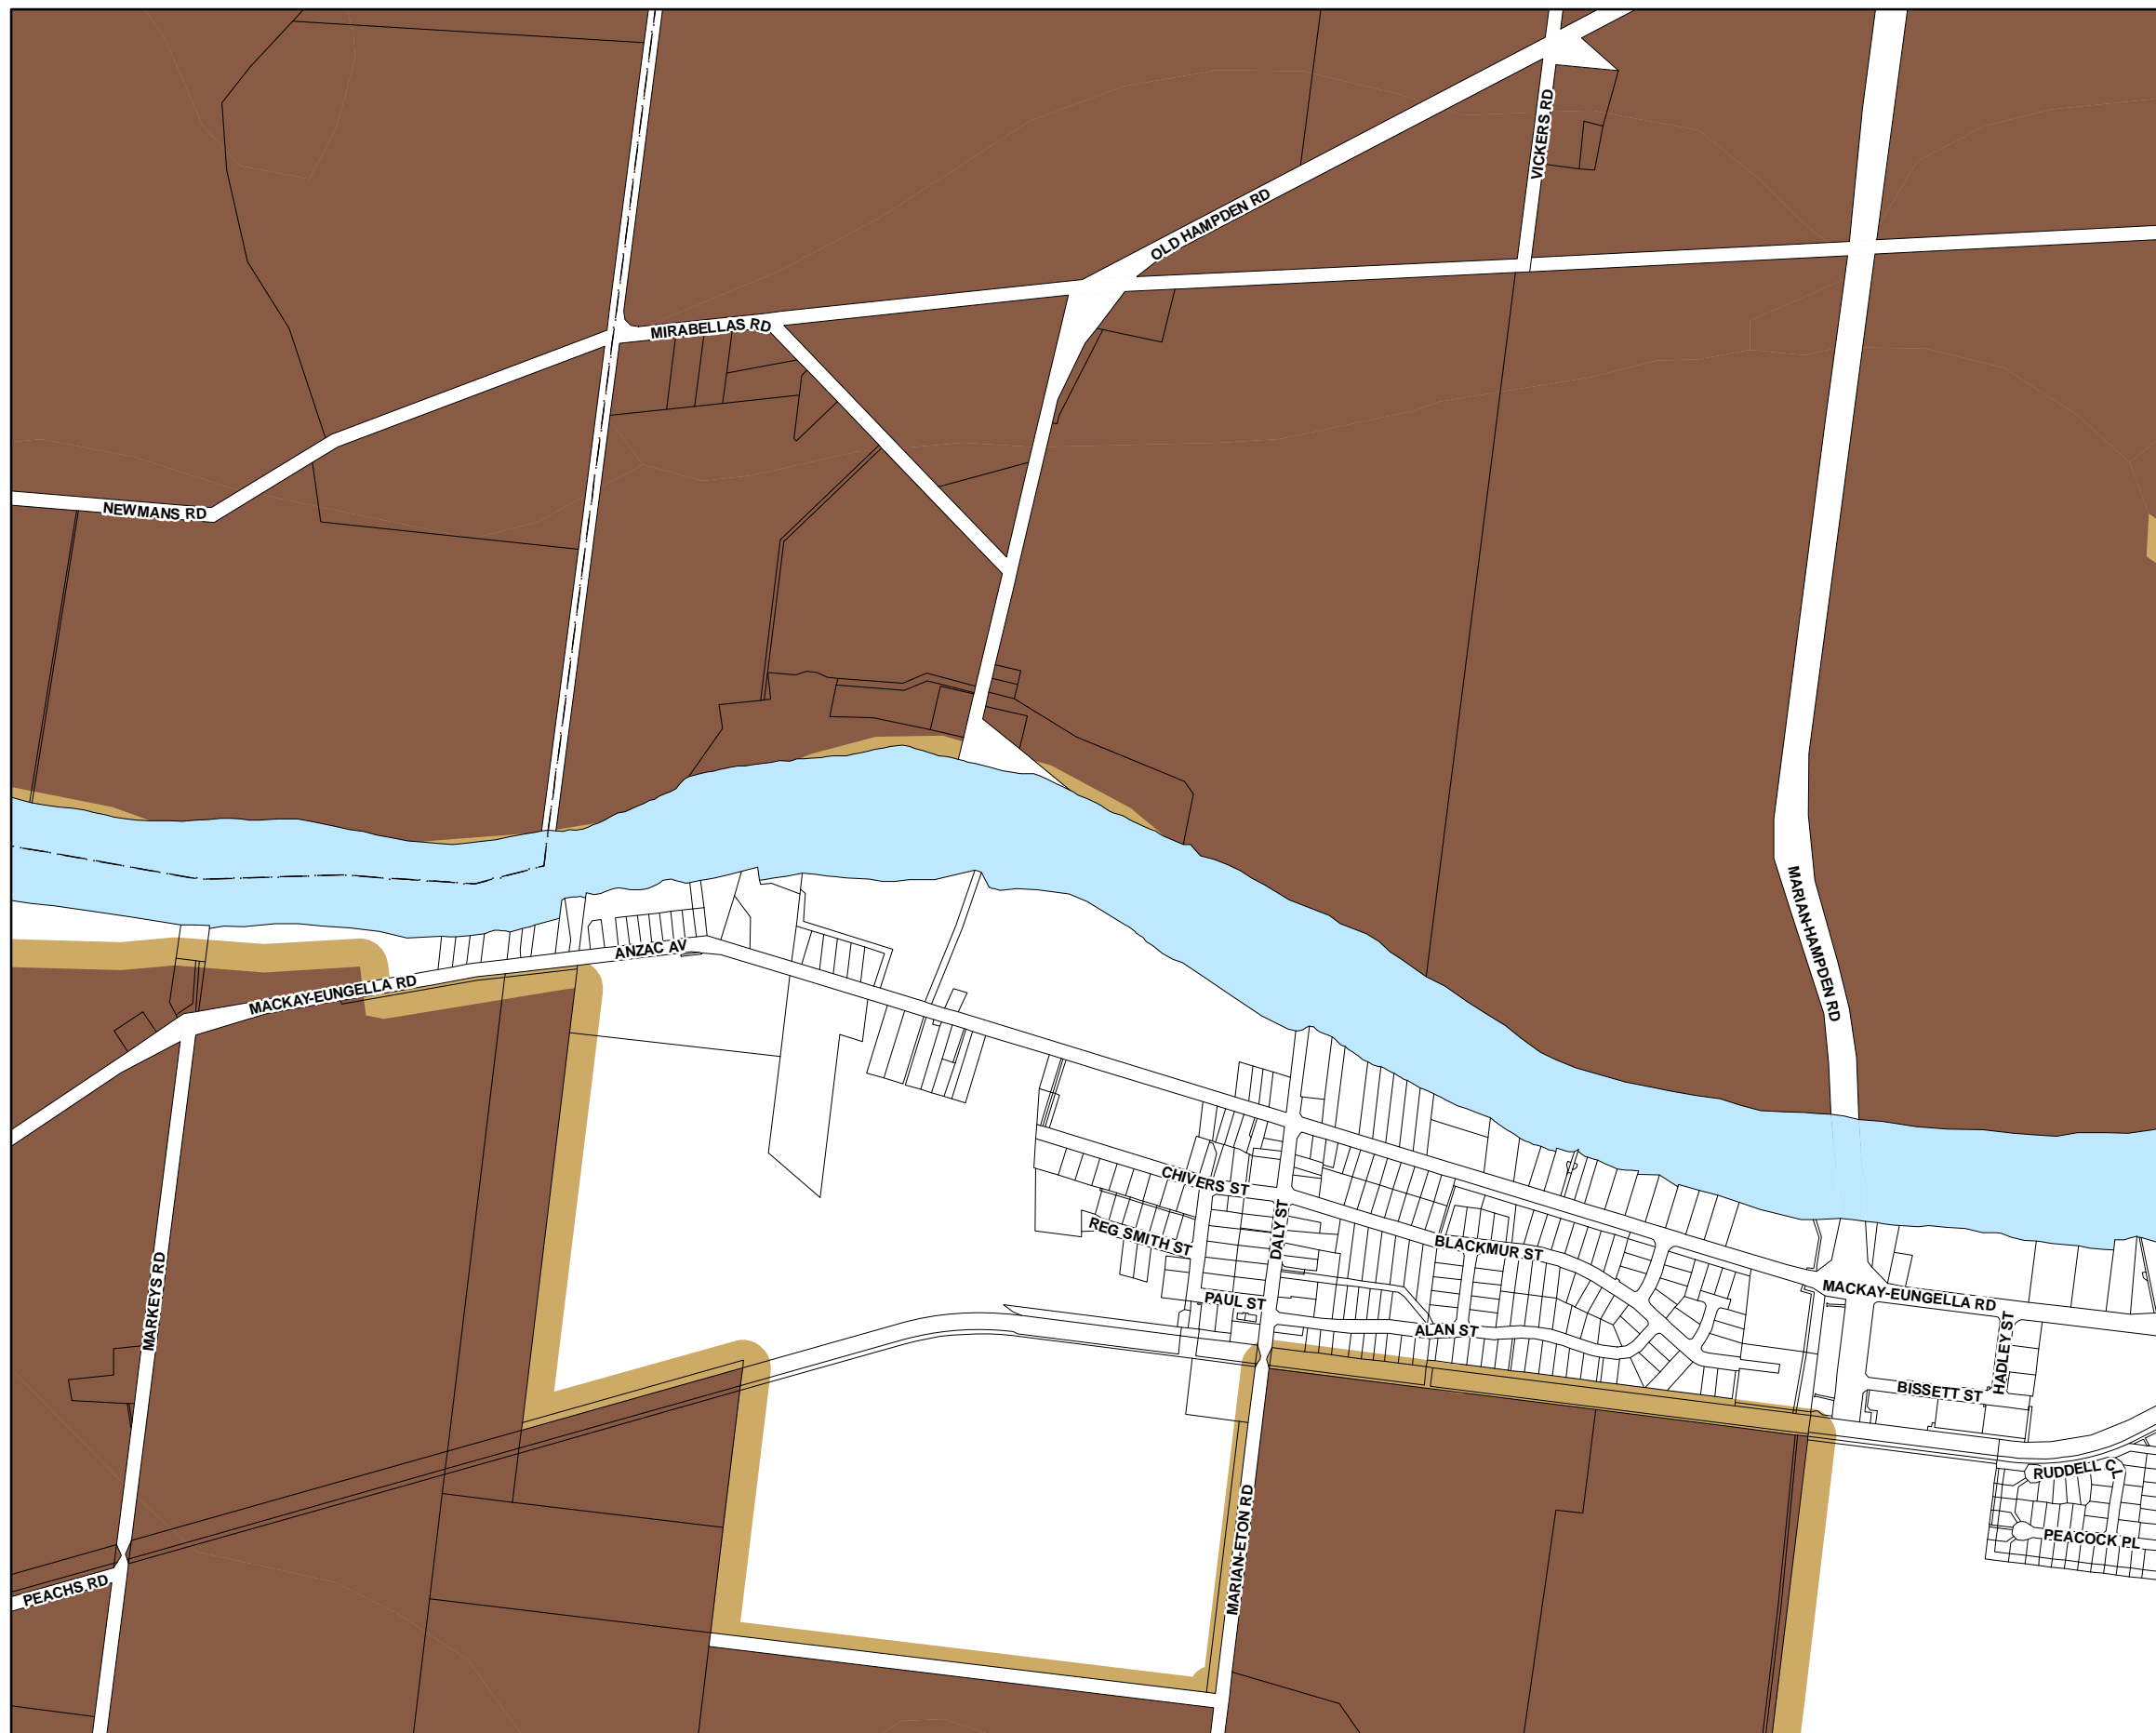 VICKERS RD
OLD HAMPDEN RD
MIRABELLAS RD
NEWMANS RD
MARIAN-HAMPDEN RD
ANZAC AV
MACKAY-EUNGELLA RD
CHIVERS ST
REG SMITH ST
DALY ST
BLACKMUR ST
MARKEYS RD
PAUL ST
ALAN ST
MACKAY-EUNGELLA RD
HADLEY ST
BISSETT ST
RUDDELL CL
PEACOCK PL
MARIAN-ETON RD
PEACHS RD